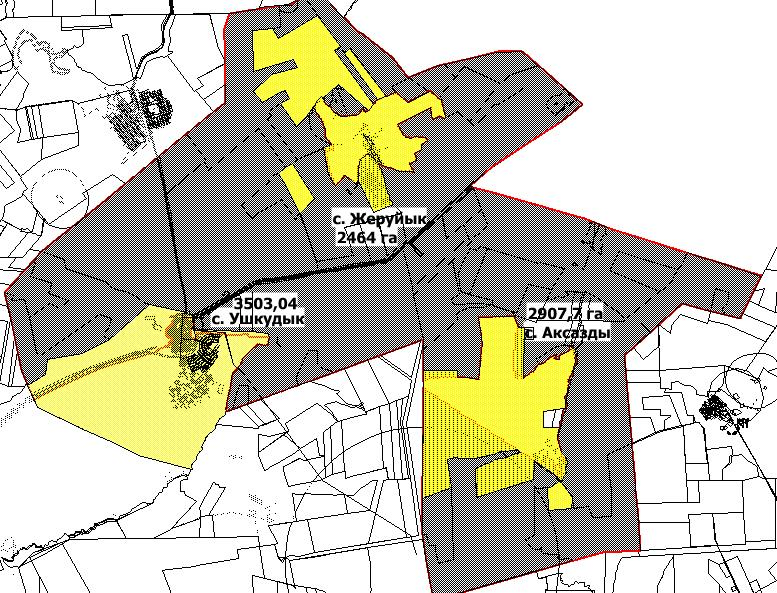 с. Жеруйык
2464 га
3503,04
с. Ушкудык
2907,7 га
с. Аксазды